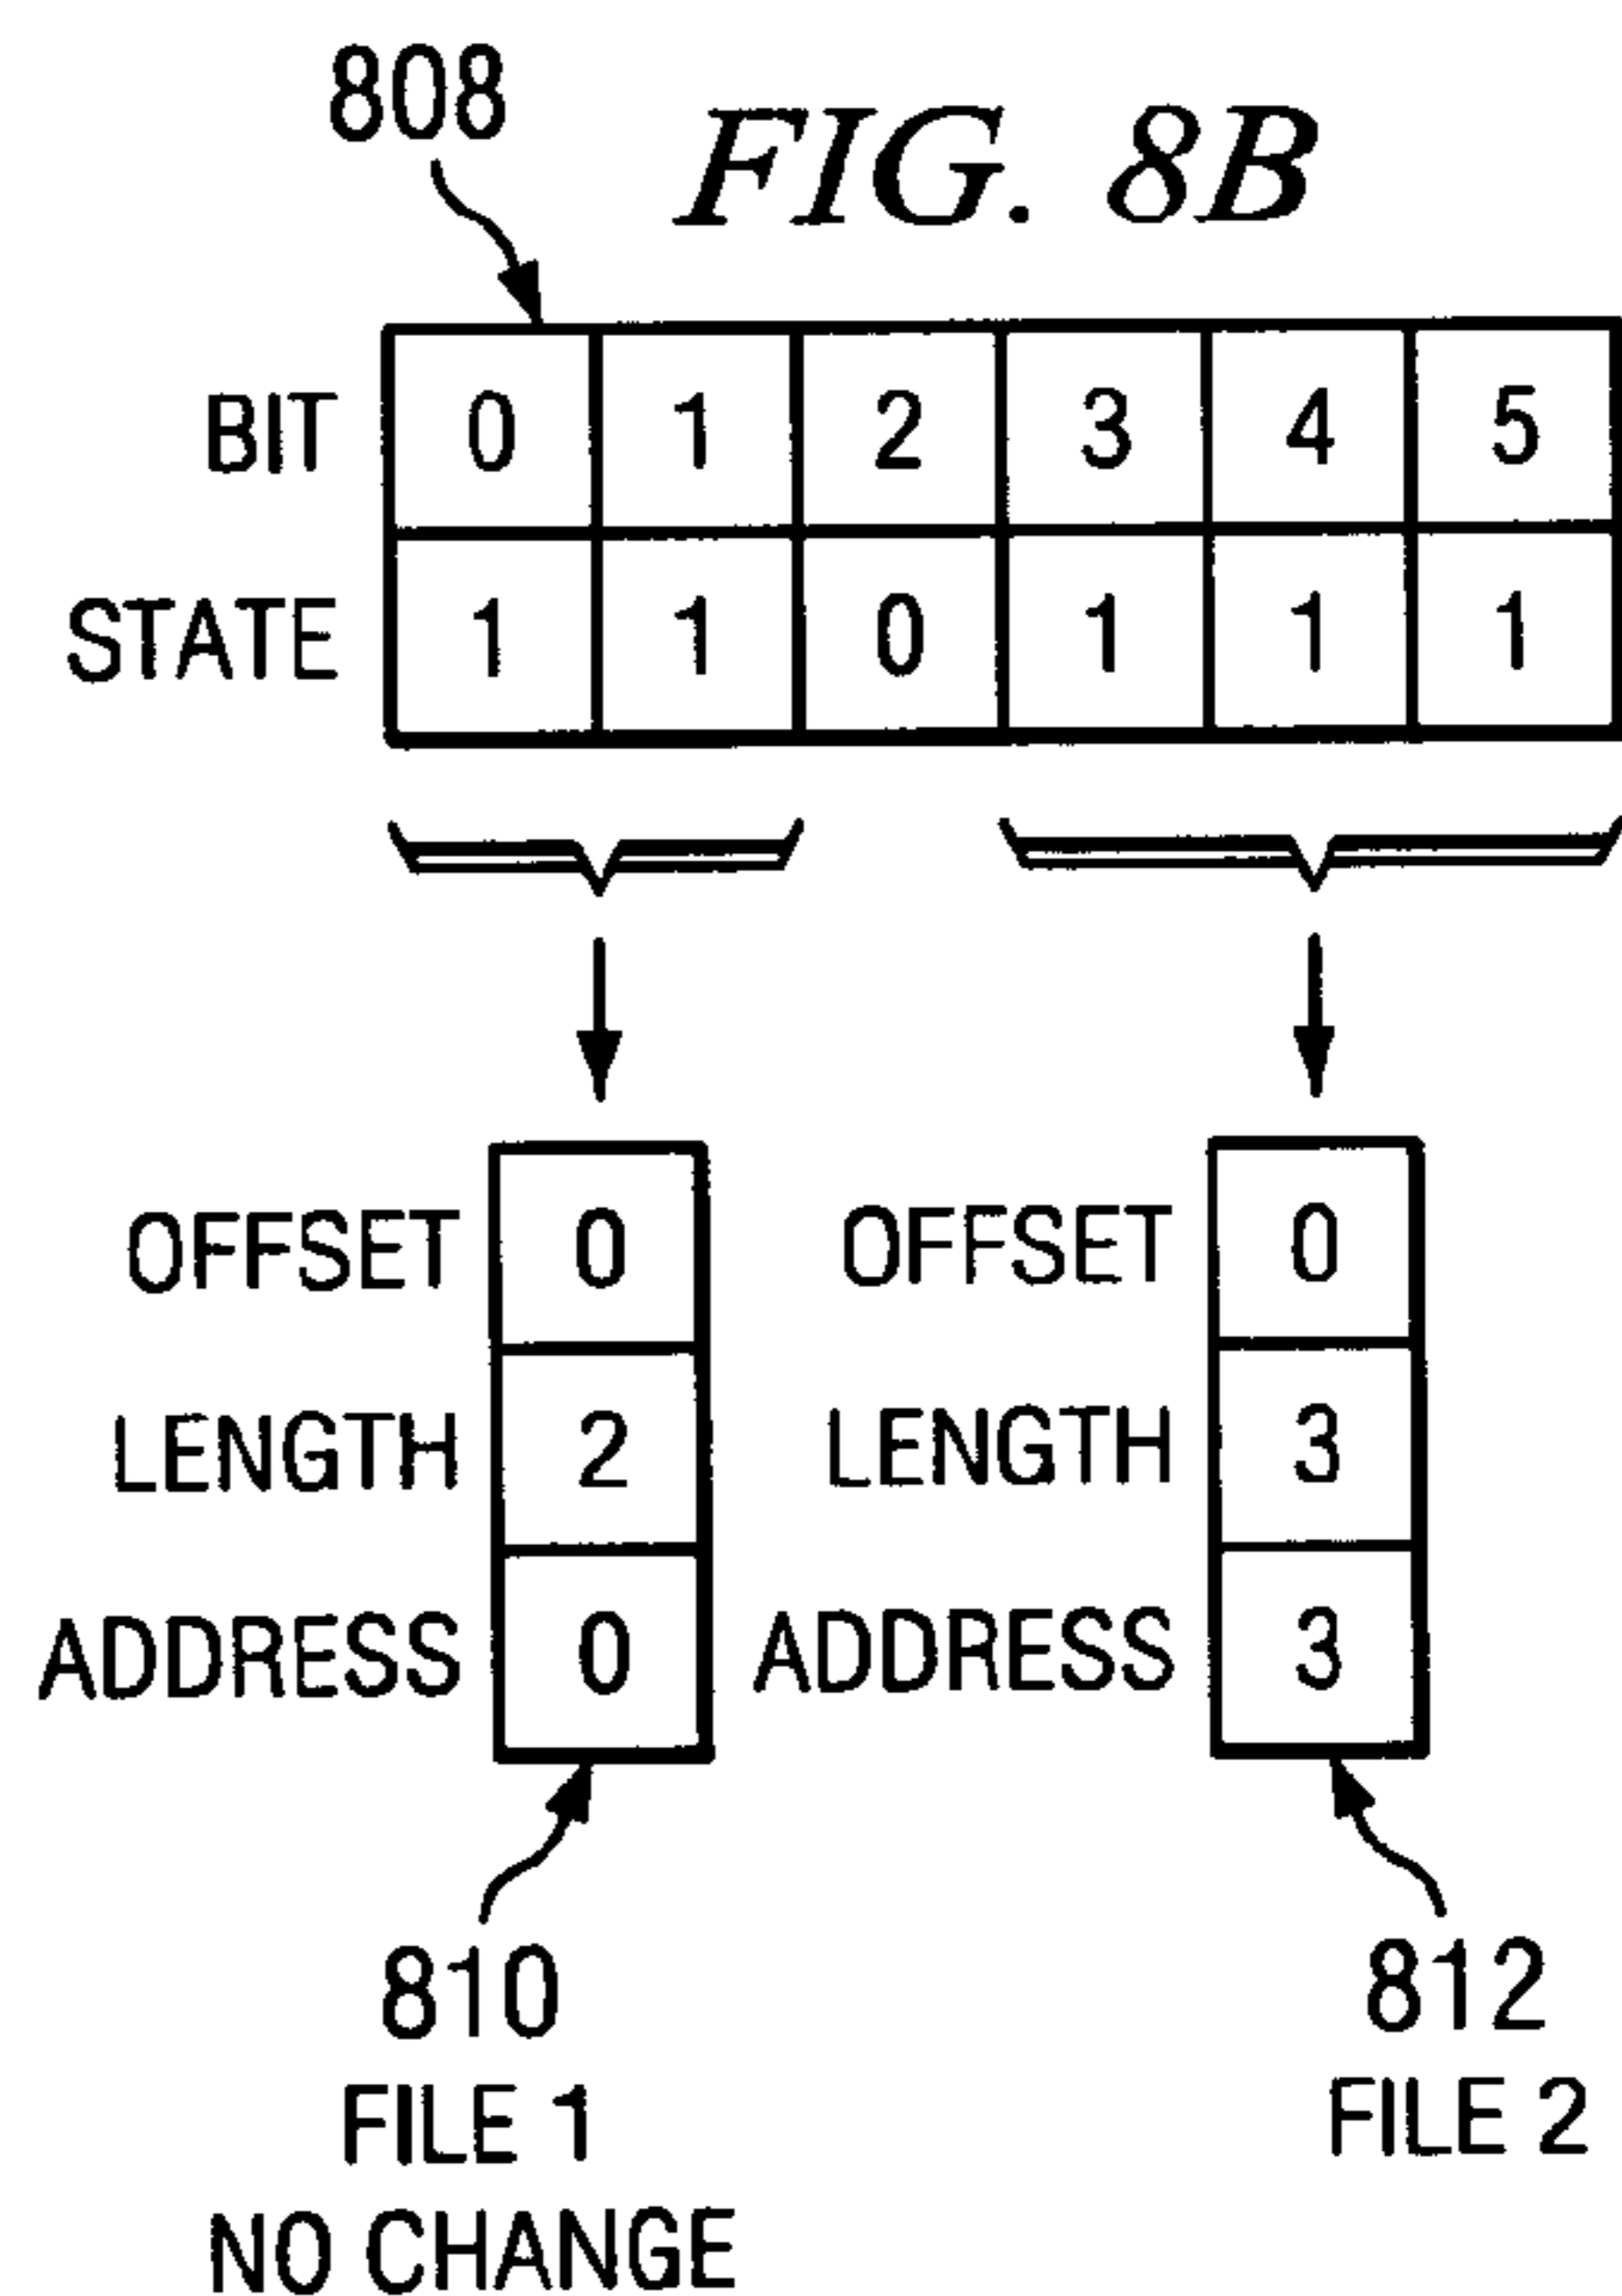 808
FIG. 8B
BIT 0 1 2 3 4 5
STATE 1 1 0 1 1 1
OFFSET 0 OFFSET 0
LENGTH 2 LENGTH 3
ADDRESS 0 ADDRESS 3
810 812
FILE 1 FILE 2
NO CHANGE